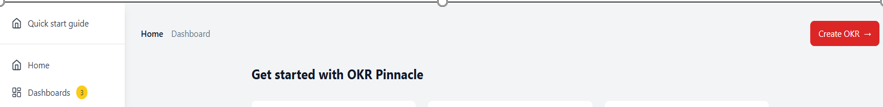 Quick start guide
Home Dashboard
Create OKR →
Home
Get started with OKR Pinnacle
Dashboards 3